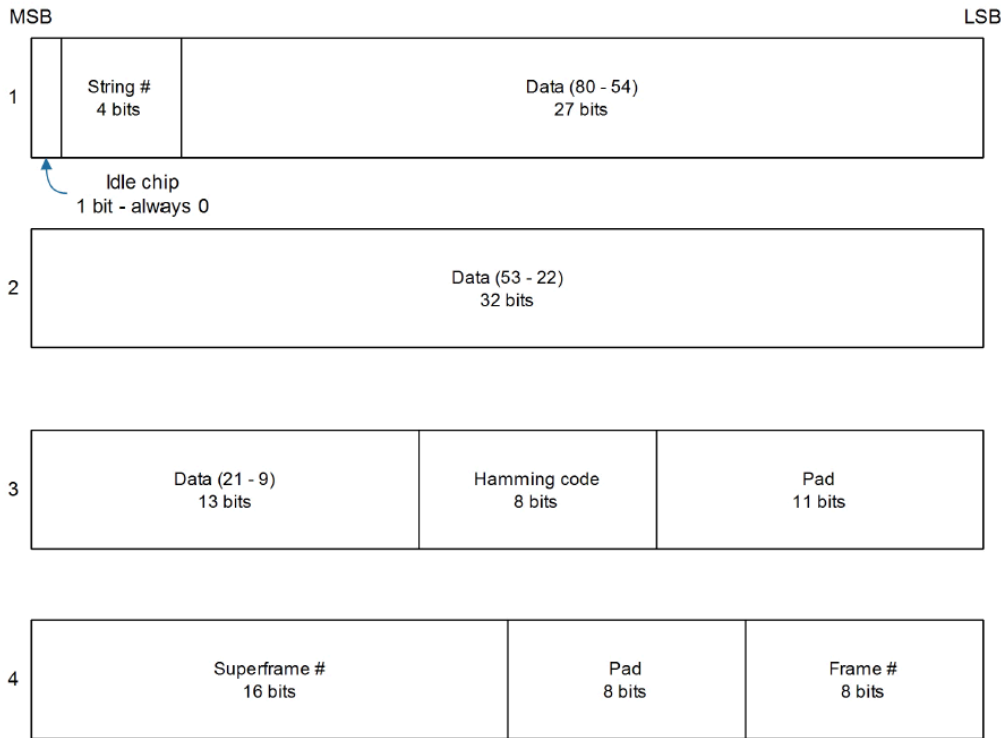 MSB
LSB
1
String #
4 bits
Data (80 - 54)
27 bits
Idle chip
1 bit - always 0
2
Data (53 - 22)
32 bits
3
Data (21 - 9)
13 bits
Hamming code
8 bits
Pad
11 bits
4
Superframe #
16 bits
Pad
8 bits
Frame #
8 bits